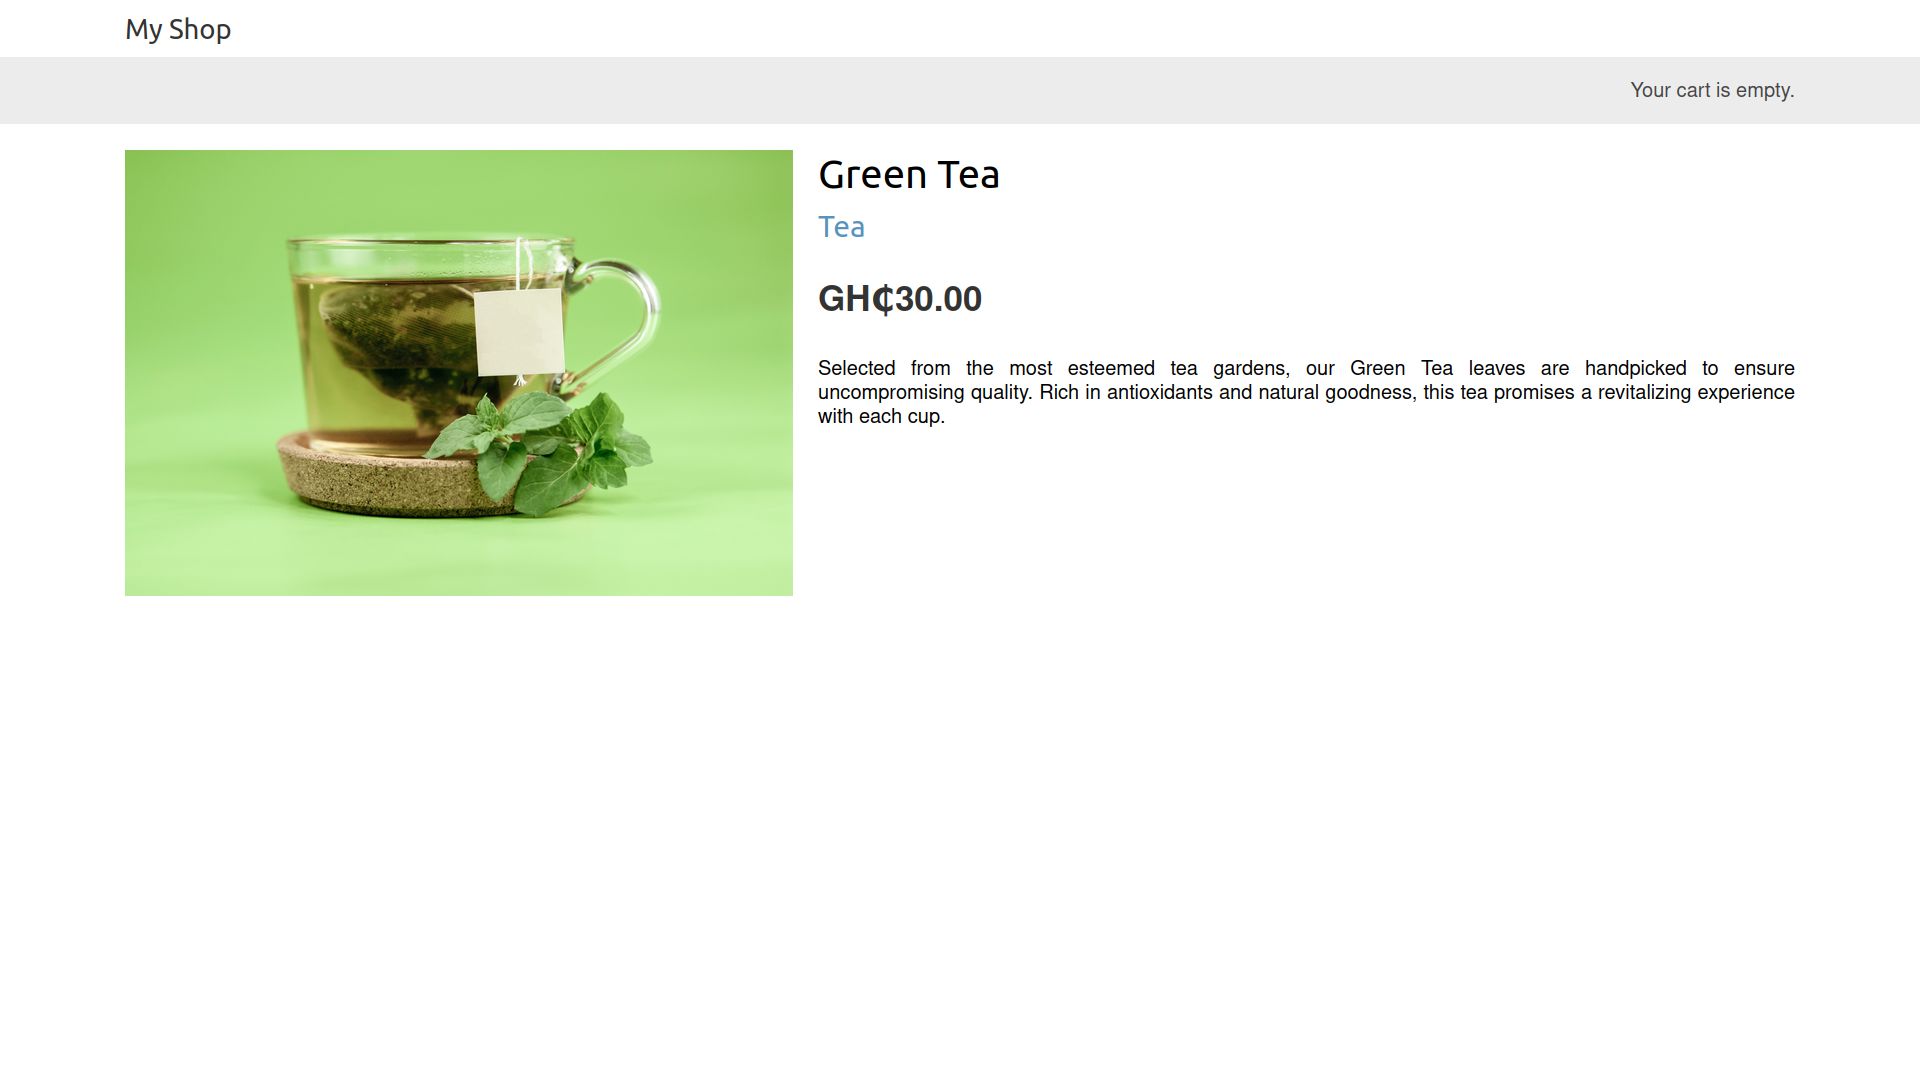 My Shop
Your cart is empty.
Green Tea
Tea
GH₵30.00
Selected from the most esteemed tea gardens, our Green Tea leaves are handpicked to ensure
uncompromising quality. Rich in antioxidants and natural goodness, this tea promises a revitalizing experience
with each cup.